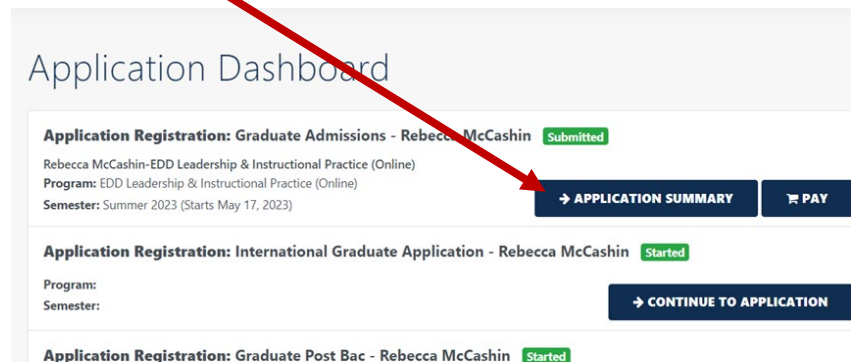 Application Dashboard
Application Registration: Graduate Admissions - Rebecca McCashin Submitted
Rebecca McCashin-EDD Leadership & Instructional Practice (Online)
Program: EDD Leadership & Instructional Practice (Online)
Semester: Summer 2023 (Starts May 17, 2023)
→ APPLICATION SUMMARY
PAY
Application Registration: International Graduate Application - Rebecca McCashin Started
Program:
Semester:
→ CONTINUE TO APPLICATION
Application Registration: Graduate Post Bac - Rebecca McCashin Started